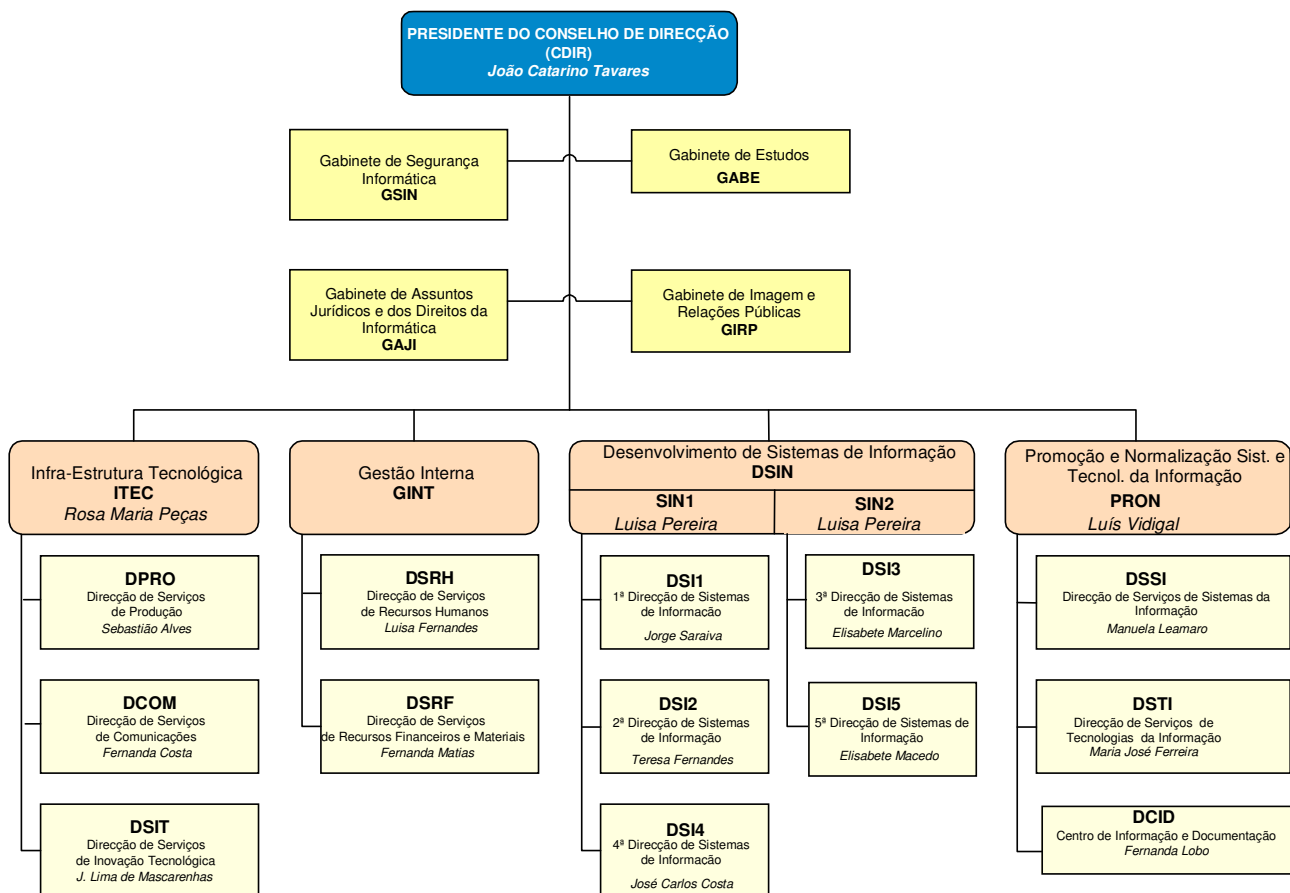 PRESIDENTE DO CONSELHO DE DIRECÇÃO
(CDIR)
João Catarino Tavares
Gabinete de Segurança
Informática
GSIN
Gabinete de Estudos
GABE
Gabinete de Assuntos
Jurídicos e dos Direitos da
Informática
GAJI
Gabinete de Imagem e
Relações Públicas
GIRP
Infra-Estrutura Tecnológica
ITEC
Rosa Maria Peças
Gestão Interna
GINT
Desenvolvimento de Sistemas de Informação
DSIN
SIN1
Luisa Pereira
SIN2
Luisa Pereira
Promoção e Normalização Sist. e
Tecnol. da Informação
PRON
Luís Vidigal
DPRO
Direcção de Serviços
de Produção
Sebastião Alves
DCOM
Direcção de Serviços
de Comunicações
Fernanda Costa
DSIT
Direcção de Serviços
de Inovação Tecnológica
J. Lima de Mascarenhas
DSRH
Direcção de Serviços
de Recursos Humanos
Luisa Fernandes
DSRF
Direcção de Serviços
de Recursos Financeiros e Materiais
Fernanda Matias
DSI1
1ª Direcção de Sistemas
de Informação
Jorge Saraiva
DSI2
2ª Direcção de Sistemas
de Informação
Teresa Fernandes
DSI4
4ª Direcção de Sistemas
de Informação
José Carlos Costa
DSI3
3ª Direcção de Sistemas
de Informação
Elisabete Marcelino
DSI5
5ª Direcção de Sistemas de
Informação
Elisabete Macedo
DSSI
Direcção de Serviços de Sistemas da
Informação
Manuela Leamaro
DSTI
Direcção de Serviços de
Tecnologias da Informação
Maria José Ferreira
DCID
Centro de Informação e Documentação
Fernanda Lobo